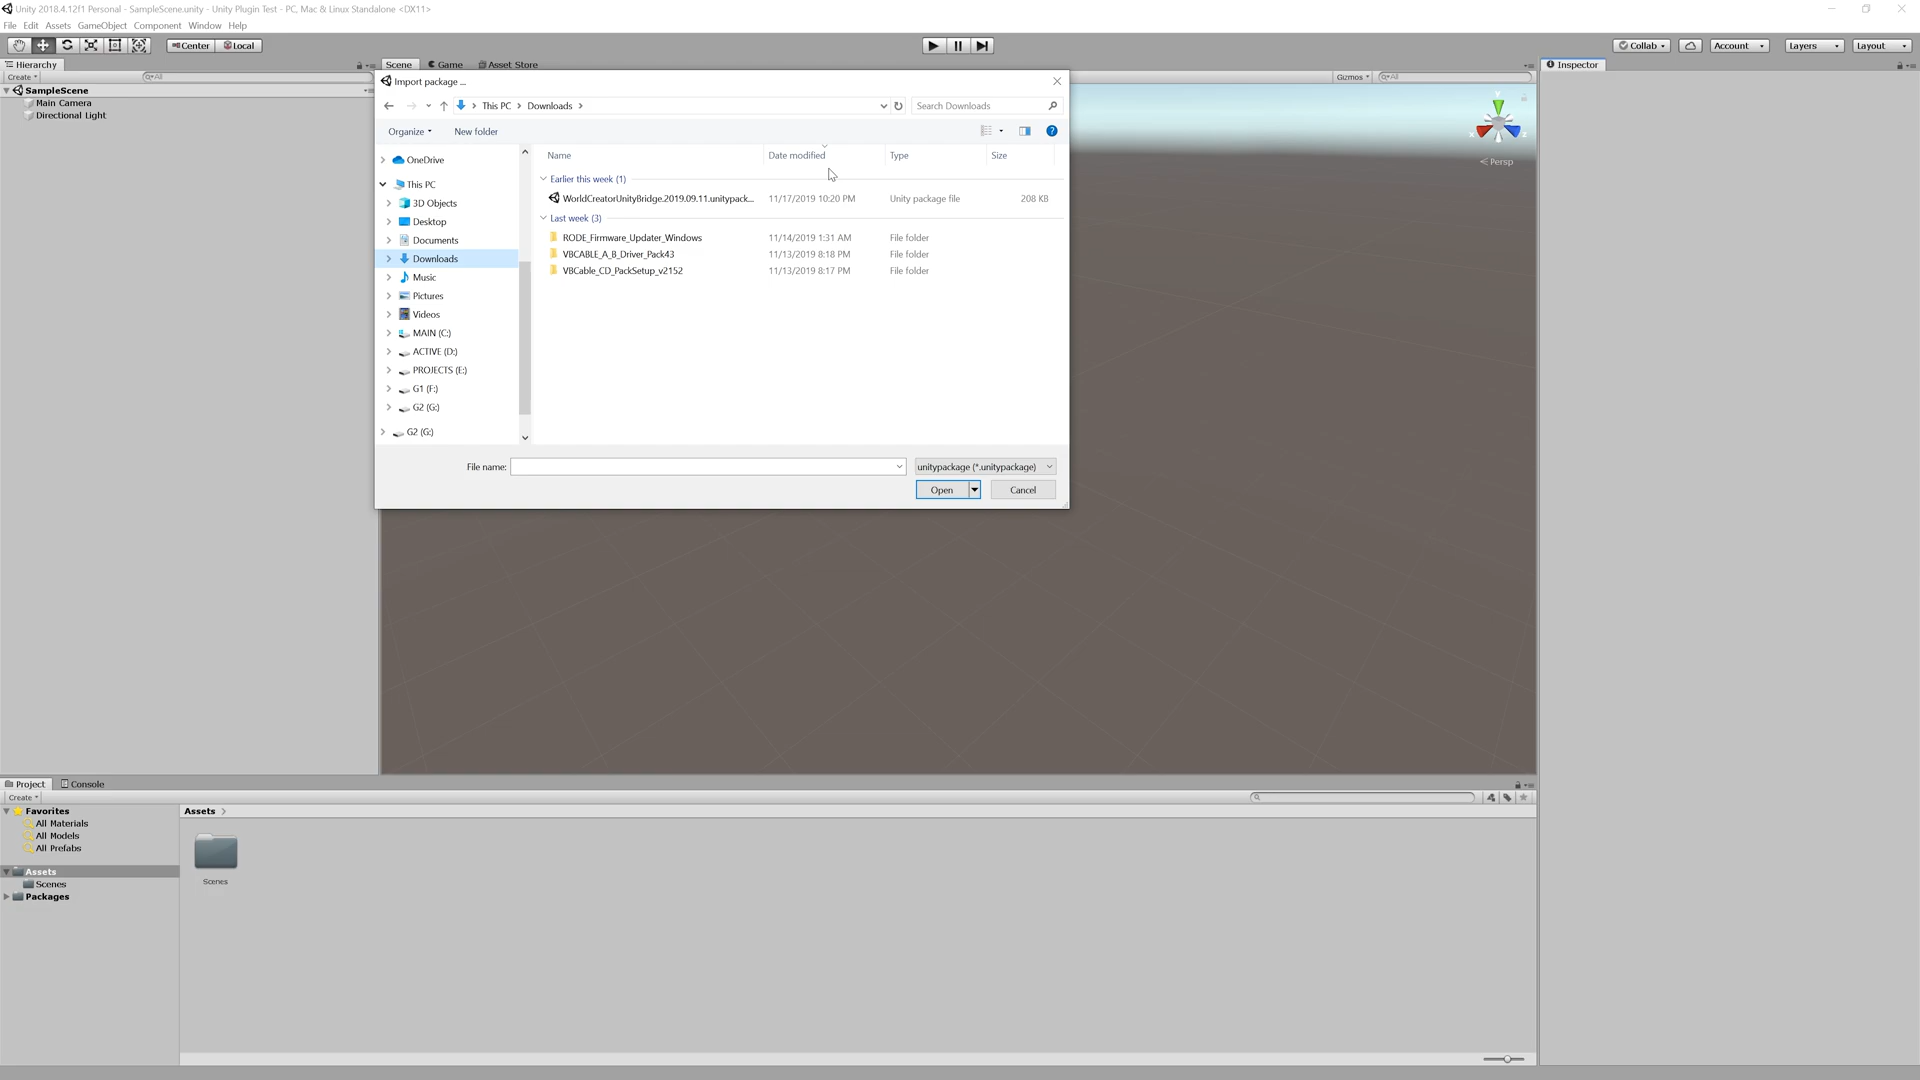 Unity 2018.4.12f1 Personal - SampleScene.unity - Unity Plugin Test - PC, Mac & Linux Standalone <DX11>
File Edit Assets GameObject Component Window Help
Center Local Collab Account Layers Layout
Hierarchy Scene Game Asset Store Inspector
Create All Gizmos All
SampleScene
Main Camera
Directional Light
Import package ...
This PC Downloads Search Downloads
Organize New folder
Name Date modified Type Size
OneDrive
This PC
3D Objects
Desktop
Documents
Downloads
Music
Pictures
Videos
MAIN (C:)
ACTIVE (D:)
PROJECTS (E:)
G1 (F:)
G2 (G:)
G2 (G:)
Earlier this week (1)
WorldCreatorUnityBridge.2019.09.11.unitypack... 11/17/2019 10:20 PM Unity package file 208 KB
Last week (3)
RODE_Firmware_Updater_Windows 11/14/2019 1:31 AM File folder
VBCABLE_A_B_Driver_Pack43 11/13/2019 8:18 PM File folder
VBCable_CD_PackSetup_v2152 11/13/2019 8:17 PM File folder
File name: unitypackage (*.unitypackage)
Open Cancel
Y
Persp
Project Console
Create
Favorites
All Materials
All Models
All Prefabs
Assets
Scenes
Packages
Assets
Scenes